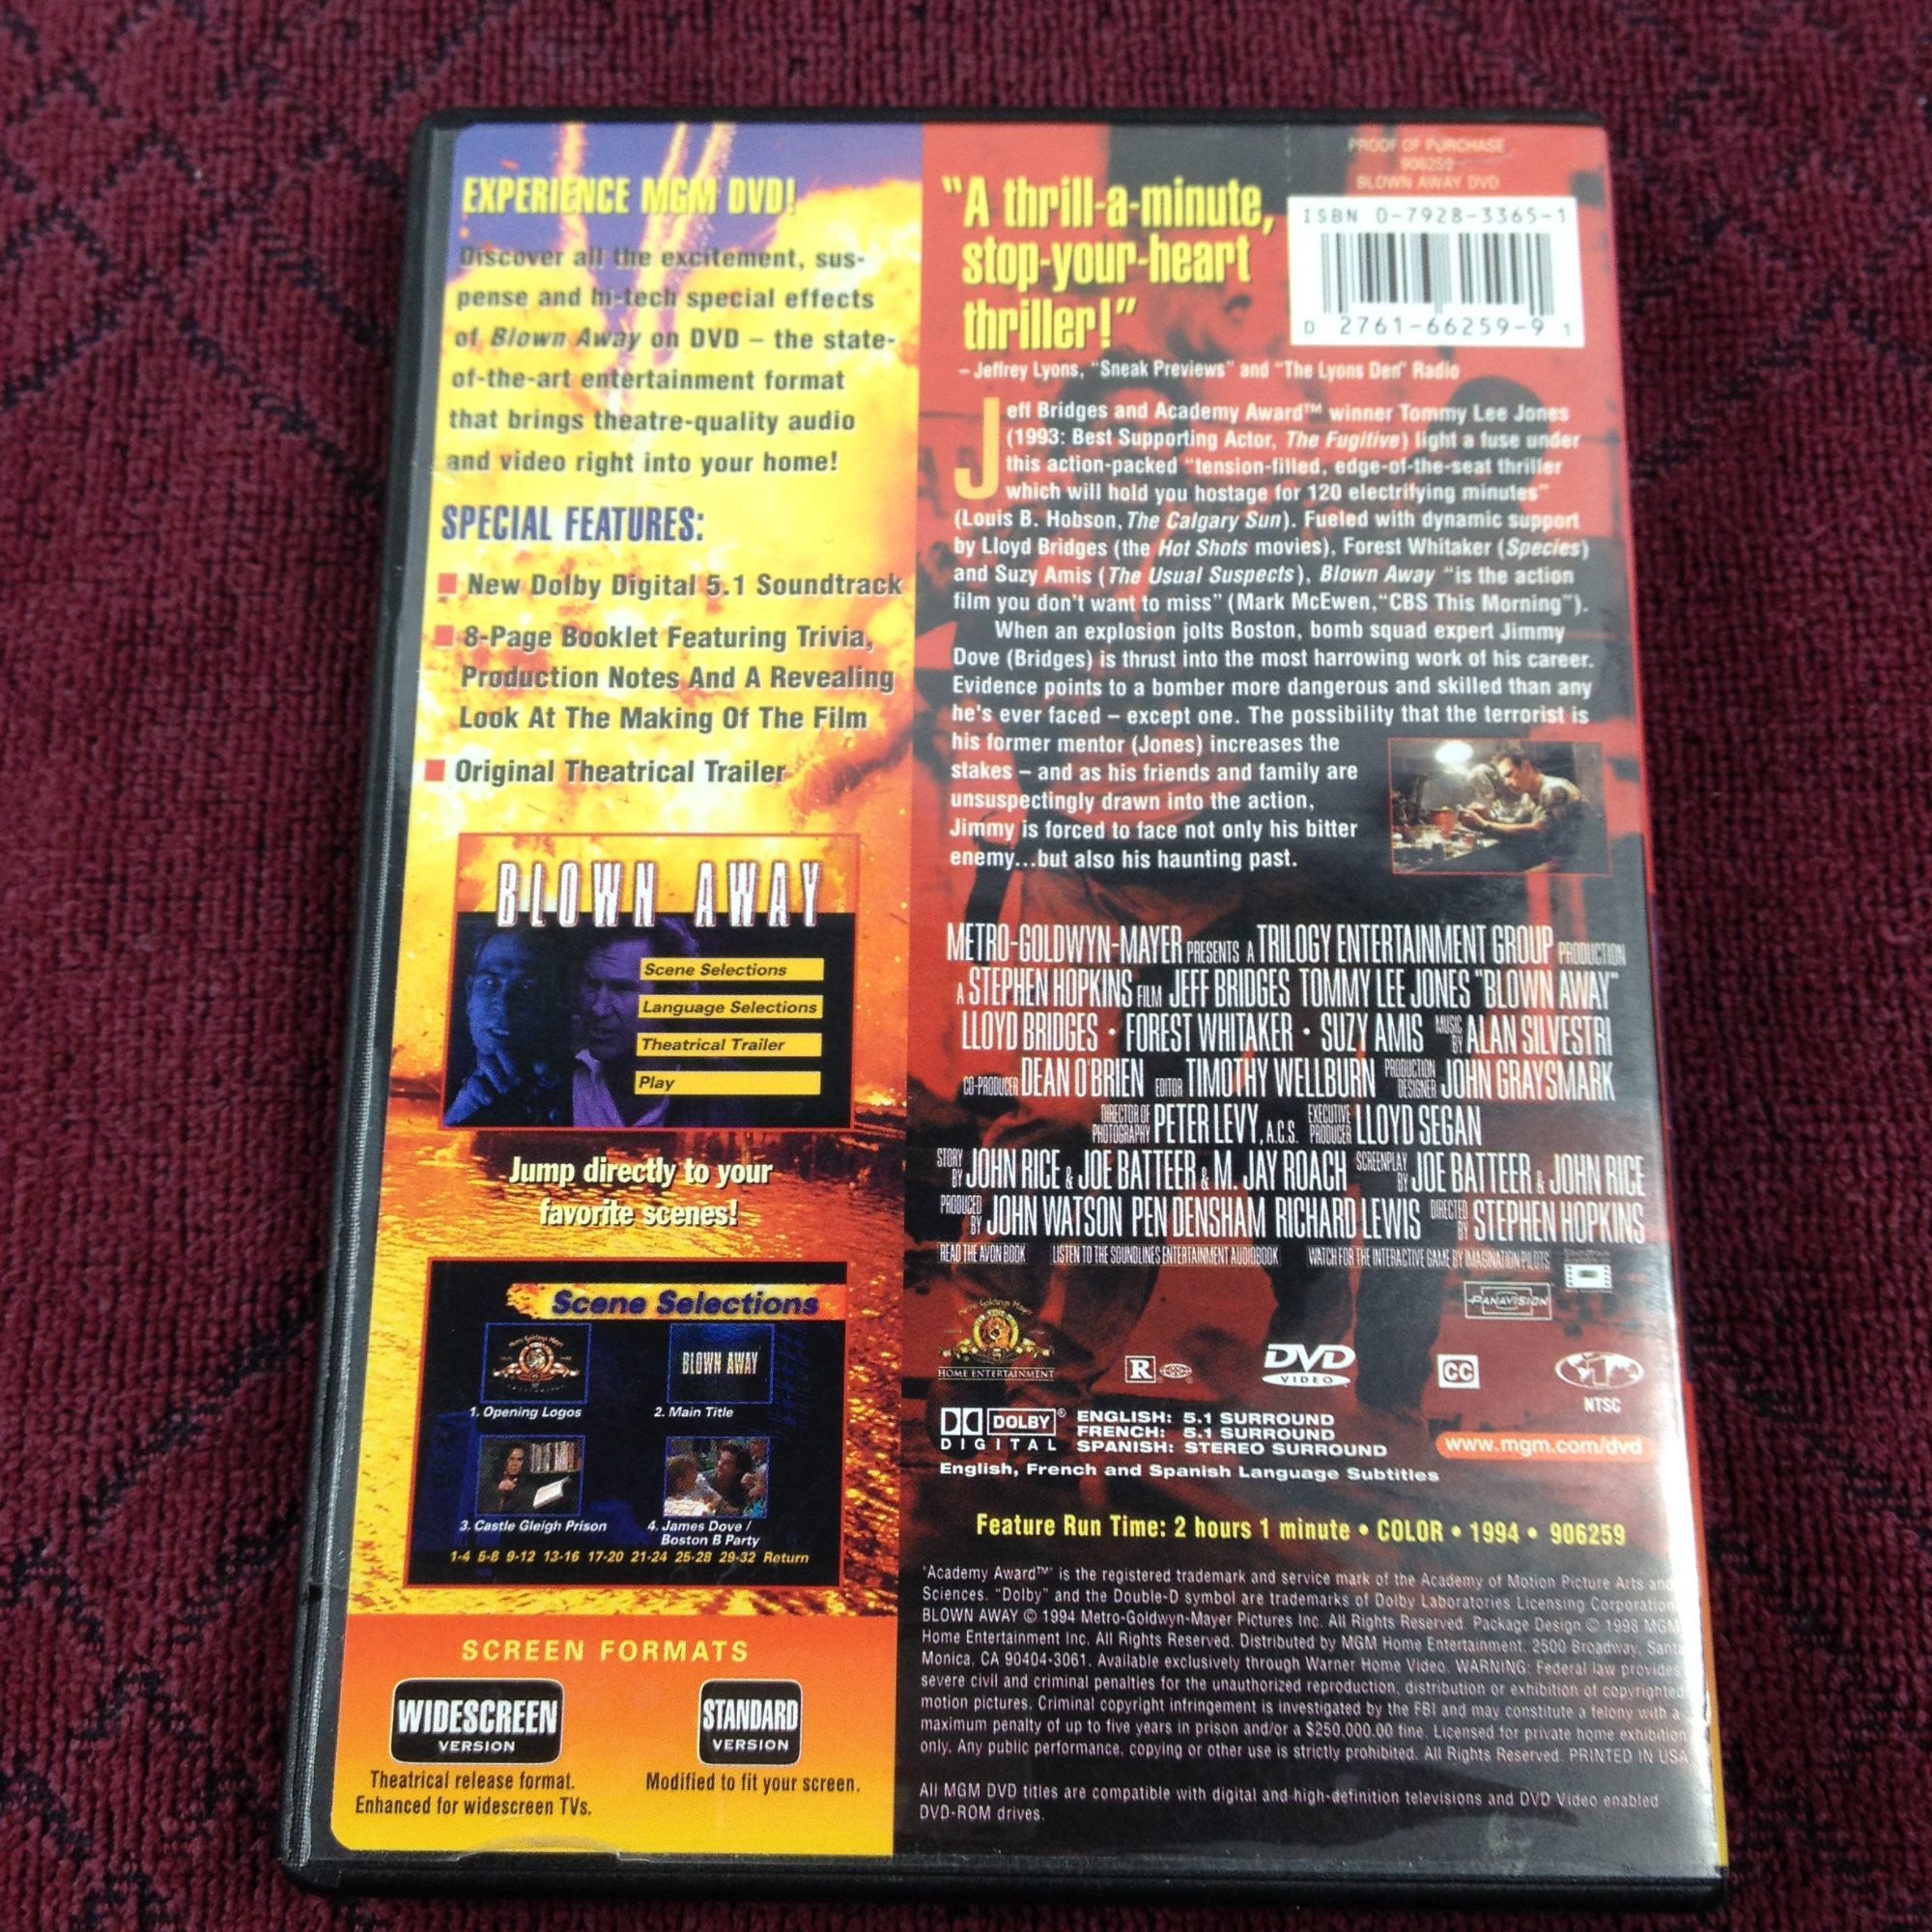 EXPERIENCE MGM DVD!
Discover all the excitement, sus-
pense and hi-tech special effects
of Blown Away on DVD – the state-
of-the-art entertainment format
that brings theatre-quality audio
and video right into your home!
SPECIAL FEATURES:
New Dolby Digital 5.1 Soundtrack
8-Page Booklet Featuring Trivia,
Production Notes And A Revealing
Look At The Making Of The Film
Original Theatrical Trailer
BLOWN AWAY
Scene Selections
Language Selections
Theatrical Trailer
Play
Jump directly to your
favorite scenes!
Scene Selections
BLOWN AWAY
1. Opening Logos
2. Main Title
3. Castle Gleigh Prison
4. James Dove /
Boston B Party
1-4 5-8 9-12 13-16 17-20 21-24 25-28 29-32 Return
SCREEN FORMATS
WIDESCREEN
VERSION
Theatrical release format.
Enhanced for widescreen TVs.
STANDARD
VERSION
Modified to fit your screen.
PROOF OF PURCHASE
906259
BLOWN AWAY DVD
ISBN 0-7928-3365-1
0 2761-66259-9 1
"A thrill-a-minute,
stop-your-heart
thriller!"
– Jeffrey Lyons, "Sneak Previews" and "The Lyons Den" Radio
Jeff Bridges and Academy Award™ winner Tommy Lee Jones
(1993: Best Supporting Actor, The Fugitive) light a fuse under
this action-packed "tension-filled, edge-of-the-seat thriller
which will hold you hostage for 120 electrifying minutes"
(Louis B. Hobson, The Calgary Sun). Fueled with dynamic support
by Lloyd Bridges (the Hot Shots movies), Forest Whitaker (Species)
and Suzy Amis (The Usual Suspects), Blown Away "is the action
film you don't want to miss" (Mark McEwen, "CBS This Morning").
When an explosion jolts Boston, bomb squad expert Jimmy
Dove (Bridges) is thrust into the most harrowing work of his career.
Evidence points to a bomber more dangerous and skilled than any
he's ever faced – except one. The possibility that the terrorist is
his former mentor (Jones) increases the
stakes – and as his friends and family are
unsuspectingly drawn into the action,
Jimmy is forced to face not only his bitter
enemy...but also his haunting past.
METRO-GOLDWYN-MAYER PRESENTS A TRILOGY ENTERTAINMENT GROUP PRODUCTION
A STEPHEN HOPKINS FILM JEFF BRIDGES TOMMY LEE JONES "BLOWN AWAY"
LLOYD BRIDGES · FOREST WHITAKER · SUZY AMIS MUSIC BY ALAN SILVESTRI
CO-PRODUCER DEAN O'BRIEN EDITOR TIMOTHY WELLBURN PRODUCTION DESIGNER JOHN GRAYSMARK
DIRECTOR OF PHOTOGRAPHY PETER LEVY, A.C.S. EXECUTIVE PRODUCER LLOYD SEGAN
STORY BY JOHN RICE & JOE BATTEER & M. JAY ROACH SCREENPLAY BY JOE BATTEER & JOHN RICE
PRODUCED BY JOHN WATSON PEN DENSHAM RICHARD LEWIS DIRECTED BY STEPHEN HOPKINS
READ THE AVON BOOK LISTEN TO THE SOUNDLINES ENTERTAINMENT AUDIOBOOK WATCH FOR THE INTERACTIVE GAME BY IMAGINATION PILOTS
PANAVISION
HOME ENTERTAINMENT
R
DVD
VIDEO
CC
1
NTSC
DOLBY®
DIGITAL
ENGLISH: 5.1 SURROUND
FRENCH: 5.1 SURROUND
SPANISH: STEREO SURROUND
www.mgm.com/dvd
English, French and Spanish Language Subtitles
Feature Run Time: 2 hours 1 minute • COLOR • 1994 • 906259
"Academy Award™" is the registered trademark and service mark of the Academy of Motion Picture Arts and
Sciences. "Dolby" and the Double-D symbol are trademarks of Dolby Laboratories Licensing Corporation.
BLOWN AWAY © 1994 Metro-Goldwyn-Mayer Pictures Inc. All Rights Reserved. Package Design © 1998 MGM
Home Entertainment Inc. All Rights Reserved. Distributed by MGM Home Entertainment, 2500 Broadway, Santa
Monica, CA 90404-3061. Available exclusively through Warner Home Video. WARNING: Federal law provides
severe civil and criminal penalties for the unauthorized reproduction, distribution or exhibition of copyrighted
motion pictures. Criminal copyright infringement is investigated by the FBI and may constitute a felony with a
maximum penalty of up to five years in prison and/or a $250,000.00 fine. Licensed for private home exhibition
only. Any public performance, copying or other use is strictly prohibited. All Rights Reserved. PRINTED IN USA
All MGM DVD titles are compatible with digital and high-definition televisions and DVD Video enabled
DVD-ROM drives.